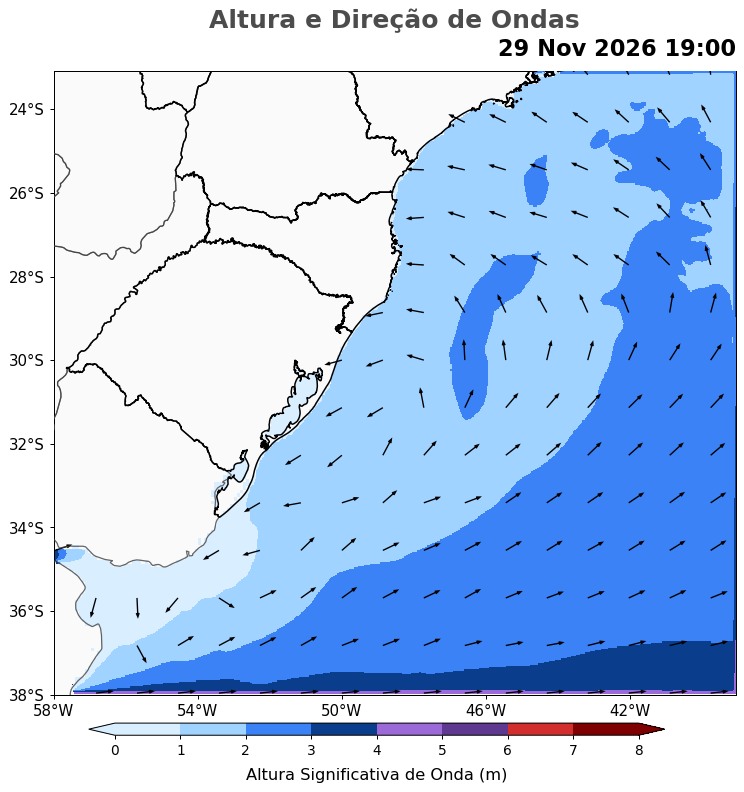 Altura e Direção de Ondas
29 Nov 2026 19:00
24°S
26°S
28°S
30°S
32°S
34°S
36°S
38°S
58°W 54°W 50°W 46°W 42°W
0 1 2 3 4 5 6 7 8
Altura Significativa de Onda (m)